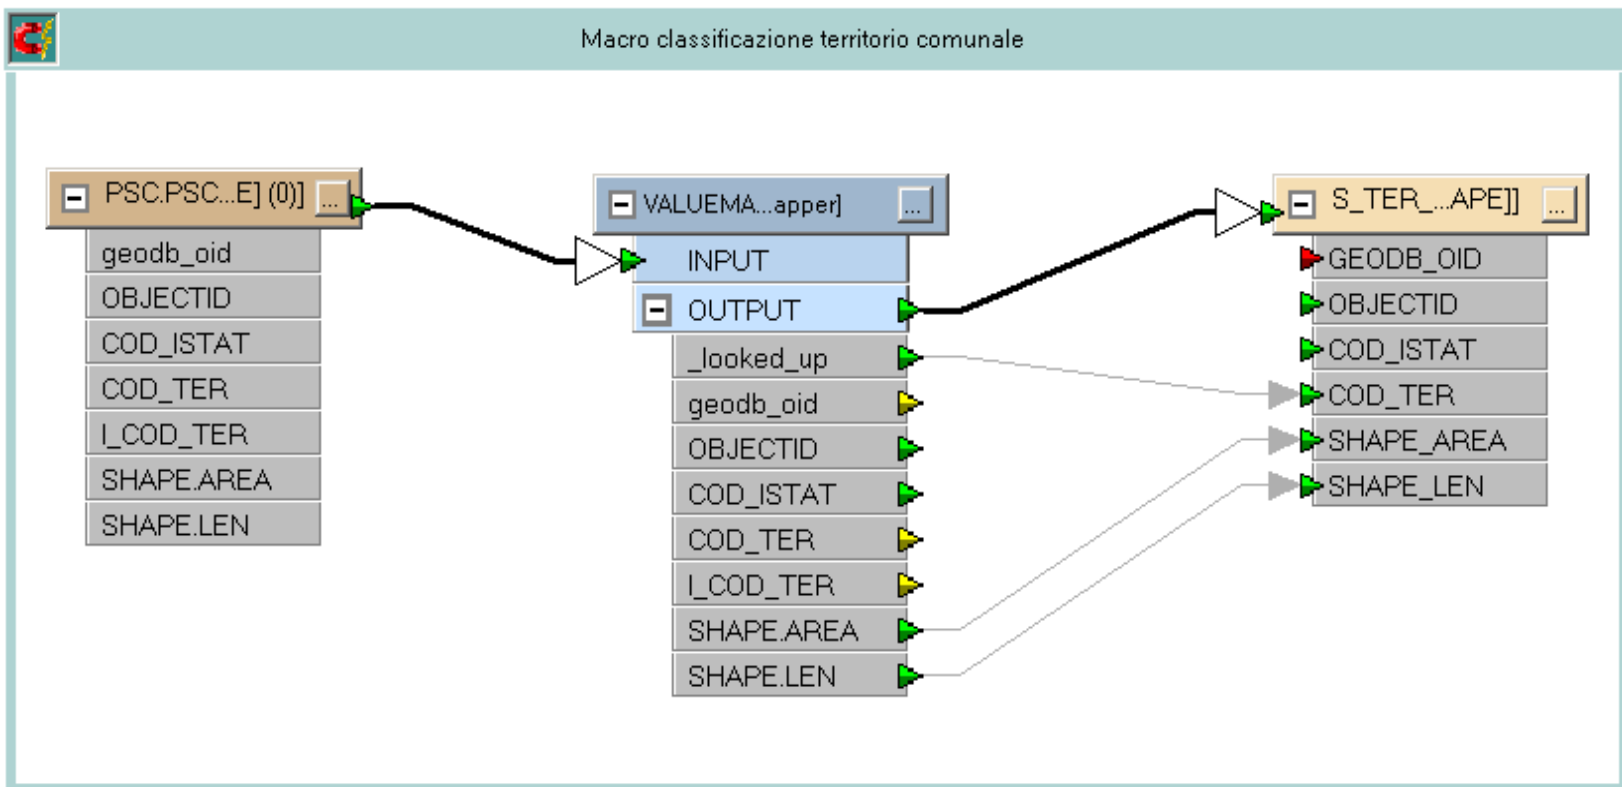 Macro classificazione territorio comunale
PSC.PSC...E] (0)] ...
geodb_oid
OBJECTID
COD_ISTAT
COD_TER
I_COD_TER
SHAPE.AREA
SHAPE.LEN
VALUEMA...apper] ...
INPUT
OUTPUT
_looked_up
geodb_oid
OBJECTID
COD_ISTAT
COD_TER
I_COD_TER
SHAPE.AREA
SHAPE.LEN
S_TER_...APE]] ...
GEODB_OID
OBJECTID
COD_ISTAT
COD_TER
SHAPE_AREA
SHAPE_LEN